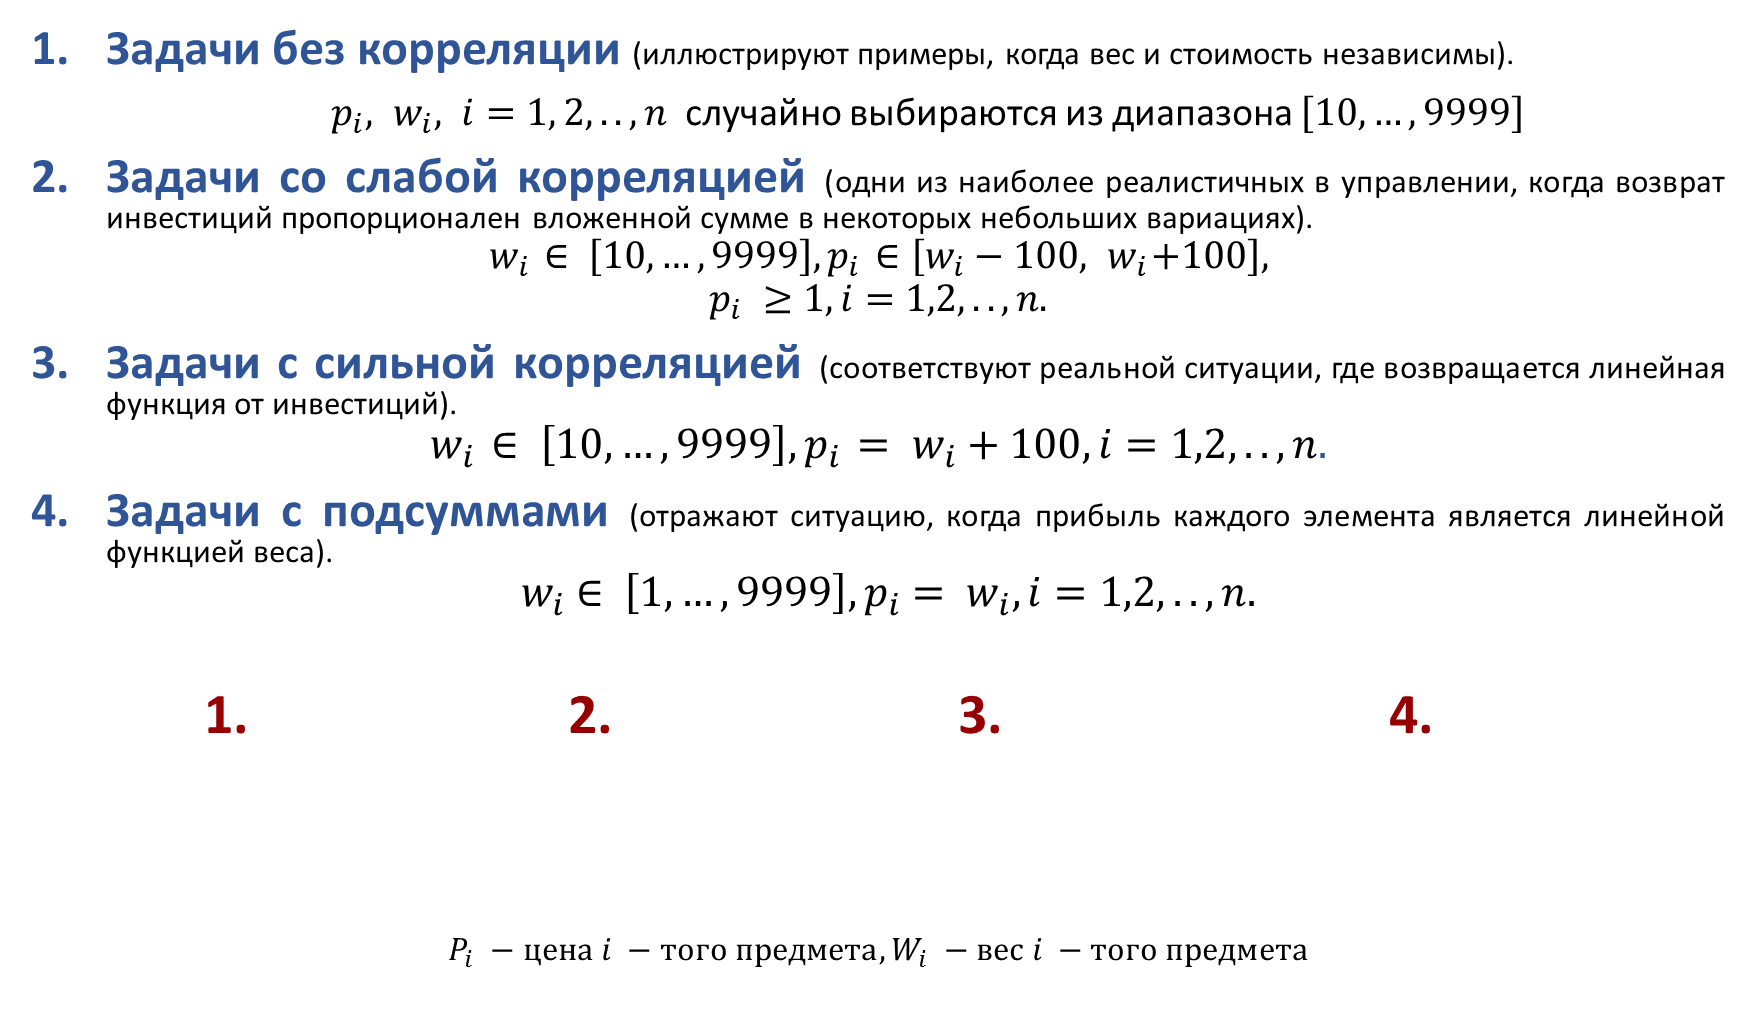 1. Задачи без корреляции (иллюстрируют примеры, когда вес и стоимость независимы).
pᵢ, wᵢ, i = 1, 2, . . , n случайно выбираются из диапазона [10, … , 9999]
2. Задачи со слабой корреляцией (одни из наиболее реалистичных в управлении, когда возврат
инвестиций пропорционален вложенной сумме в некоторых небольших вариациях).
wᵢ ∈ [10, … , 9999], pᵢ ∈ [wᵢ − 100, wᵢ+100],
pᵢ ≥ 1, i = 1,2, . . , n.
3. Задачи с сильной корреляцией (соответствуют реальной ситуации, где возвращается линейная
функция от инвестиций).
wᵢ ∈ [10, … , 9999], pᵢ = wᵢ + 100, i = 1,2, . . , n.
4. Задачи с подсуммами (отражают ситуацию, когда прибыль каждого элемента является линейной
функцией веса).
wᵢ ∈ [1, … , 9999], pᵢ = wᵢ, i = 1,2, . . , n.
1. 2. 3. 4.
Pᵢ − цена i − того предмета, Wᵢ − вес i − того предмета